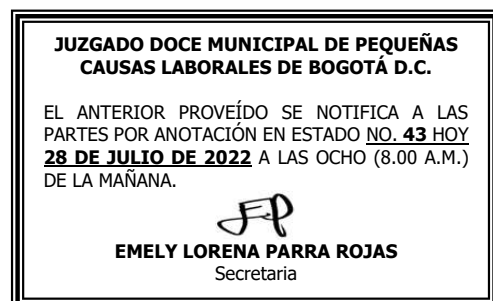 JUZGADO DOCE MUNICIPAL DE PEQUEÑAS
CAUSAS LABORALES DE BOGOTÁ D.C.
EL ANTERIOR PROVEÍDO SE NOTIFICA A LAS
PARTES POR ANOTACIÓN EN ESTADO NO. 43 HOY
28 DE JULIO DE 2022 A LAS OCHO (8.00 A.M.)
DE LA MAÑANA.
EMELY LORENA PARRA ROJAS
Secretaria